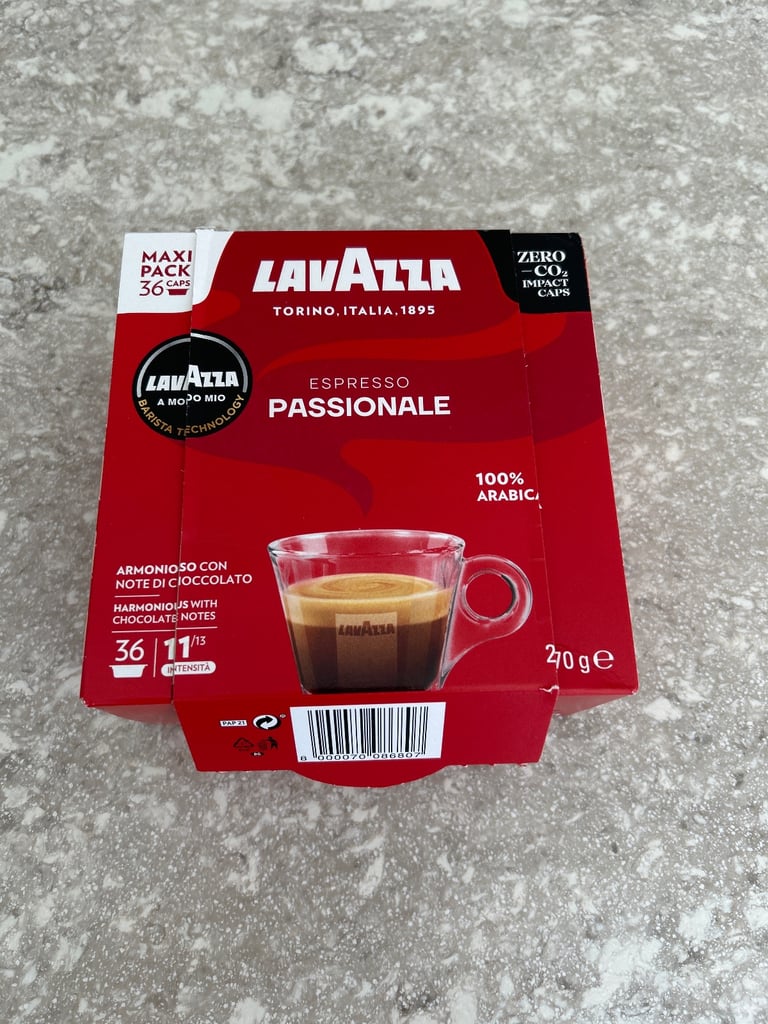 MAXI
PACK
36 CAPS
LAVAZZA
TORINO, ITALIA, 1895
ZERO
CO₂
IMPACT
CAPS
LAVAZZA
A MODO MIO
BARISTA TECHNOLOGY
ESPRESSO
PASSIONALE
100%
ARABICA
ARMONIOSO CON
NOTE DI CIOCCOLATO
HARMONIOUS WITH
CHOCOLATE NOTES
36
11/13
INTENSITÀ
LAVAZZA
270 g ℮
PAP 21
8 000070 086807